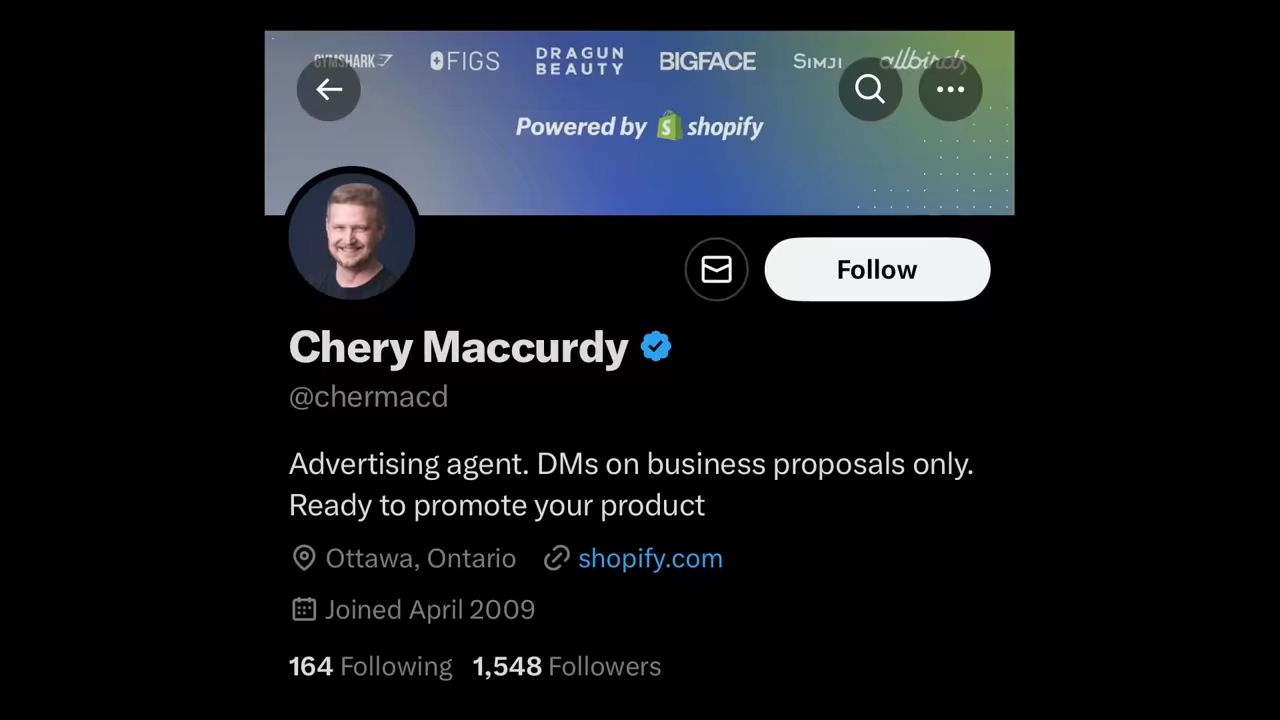 GYMSHARK FIGS DRAGUN BEAUTY BIGFACE SIMJI allbirds
Powered by shopify
Follow
Chery Maccurdy
@chermacd
Advertising agent. DMs on business proposals only.
Ready to promote your product
Ottawa, Ontario shopify.com
Joined April 2009
164 Following 1,548 Followers